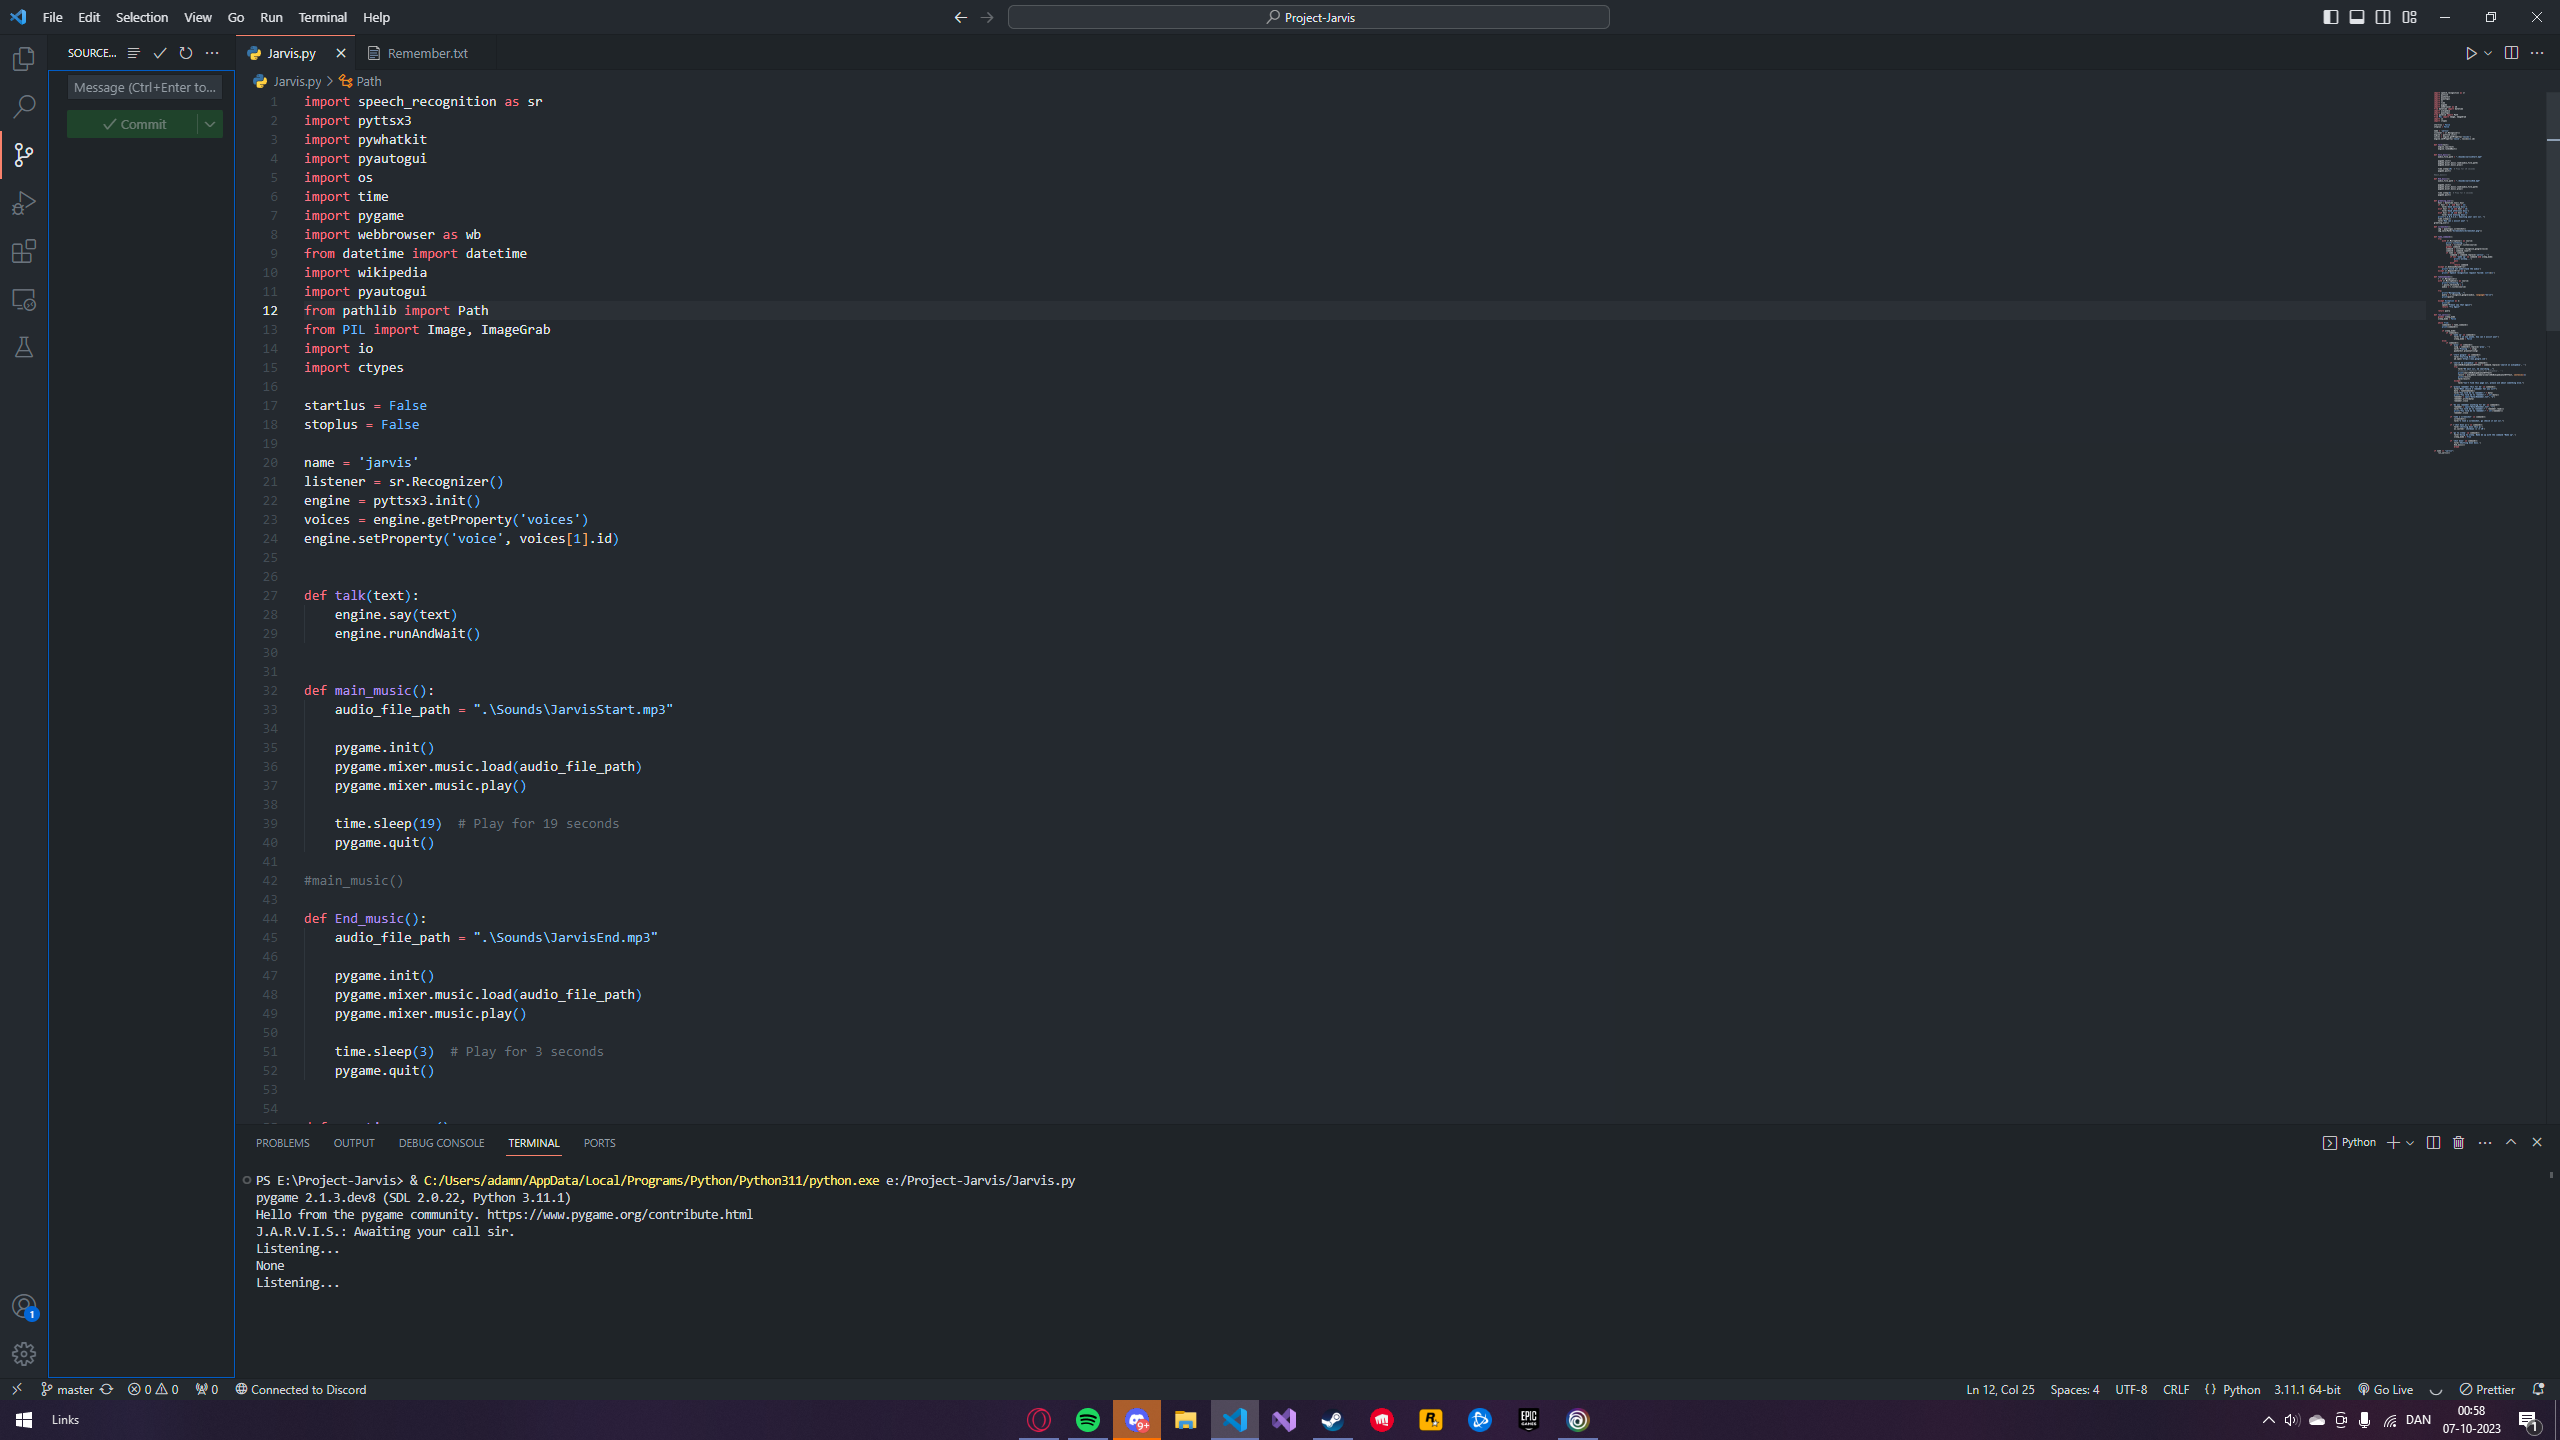 File Edit Selection View Go Run Terminal Help
Project-Jarvis
SOURCE...
Jarvis.py
Remember.txt
Message (Ctrl+Enter to...
Commit
Jarvis.py > Path
1 import speech_recognition as sr
2 import pyttsx3
3 import pywhatkit
4 import pyautogui
5 import os
6 import time
7 import pygame
8 import webbrowser as wb
9 from datetime import datetime
10 import wikipedia
11 import pyautogui
12 from pathlib import Path
13 from PIL import Image, ImageGrab
14 import io
15 import ctypes
16
17 startlus = False
18 stoplus = False
19
20 name = 'jarvis'
21 listener = sr.Recognizer()
22 engine = pyttsx3.init()
23 voices = engine.getProperty('voices')
24 engine.setProperty('voice', voices[1].id)
25
26
27 def talk(text):
28     engine.say(text)
29     engine.runAndWait()
30
31
32 def main_music():
33     audio_file_path = ".\Sounds\JarvisStart.mp3"
34
35     pygame.init()
36     pygame.mixer.music.load(audio_file_path)
37     pygame.mixer.music.play()
38
39     time.sleep(19)  # Play for 19 seconds
40     pygame.quit()
41
42 #main_music()
43
44 def End_music():
45     audio_file_path = ".\Sounds\JarvisEnd.mp3"
46
47     pygame.init()
48     pygame.mixer.music.load(audio_file_path)
49     pygame.mixer.music.play()
50
51     time.sleep(3)  # Play for 3 seconds
52     pygame.quit()
53
54
PROBLEMS OUTPUT DEBUG CONSOLE TERMINAL PORTS
Python
PS E:\Project-Jarvis> & C:/Users/adamn/AppData/Local/Programs/Python/Python311/python.exe e:/Project-Jarvis/Jarvis.py
pygame 2.1.3.dev8 (SDL 2.0.22, Python 3.11.1)
Hello from the pygame community. https://www.pygame.org/contribute.html
J.A.R.V.I.S.: Awaiting your call sir.
Listening...
None
Listening...
1
master 0 0 0 Connected to Discord
Ln 12, Col 25 Spaces: 4 UTF-8 CRLF {} Python 3.11.1 64-bit Go Live Prettier
Links
9+
EPIC GAMES
DAN
00:58
07-10-2023
1